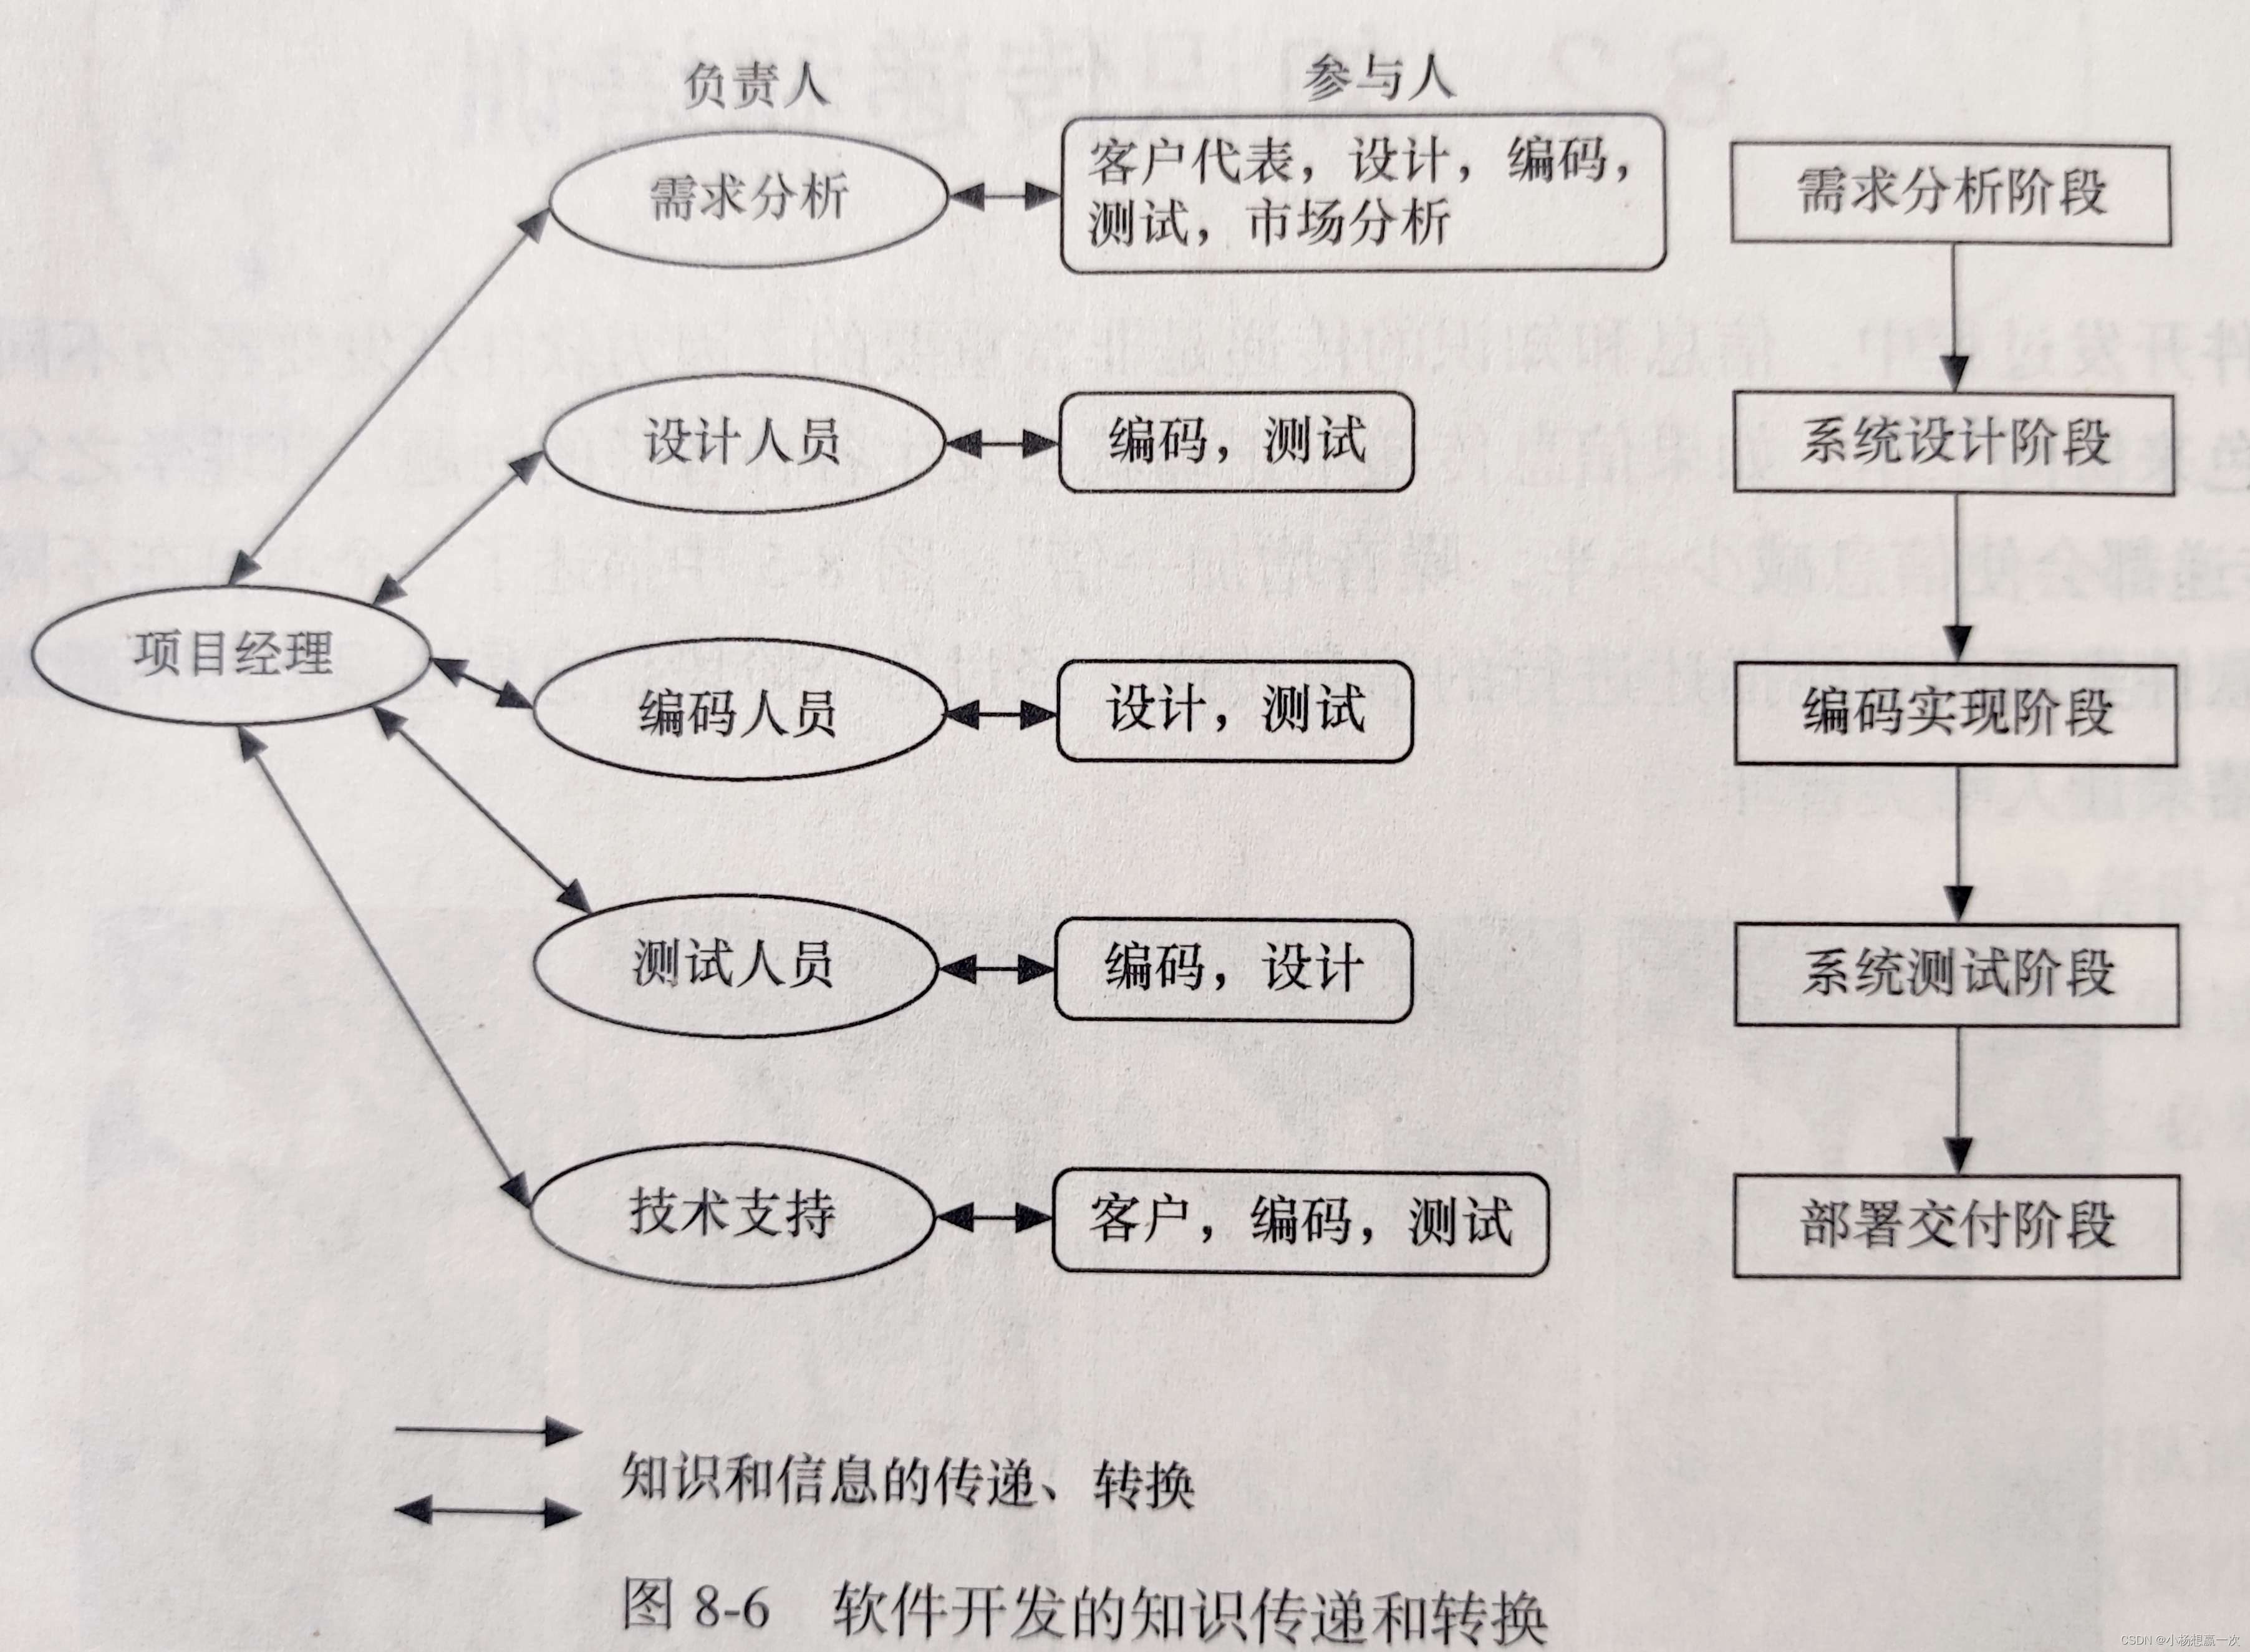 负责人
参与人
需求分析
客户代表，设计，编码，
测试，市场分析
需求分析阶段
设计人员
编码，测试
系统设计阶段
项目经理
编码人员
设计，测试
编码实现阶段
测试人员
编码，设计
系统测试阶段
技术支持
客户，编码，测试
部署交付阶段
知识和信息的传递、转换
图 8-6 软件开发的知识传递和转换
CSDN @小杨想赢一次